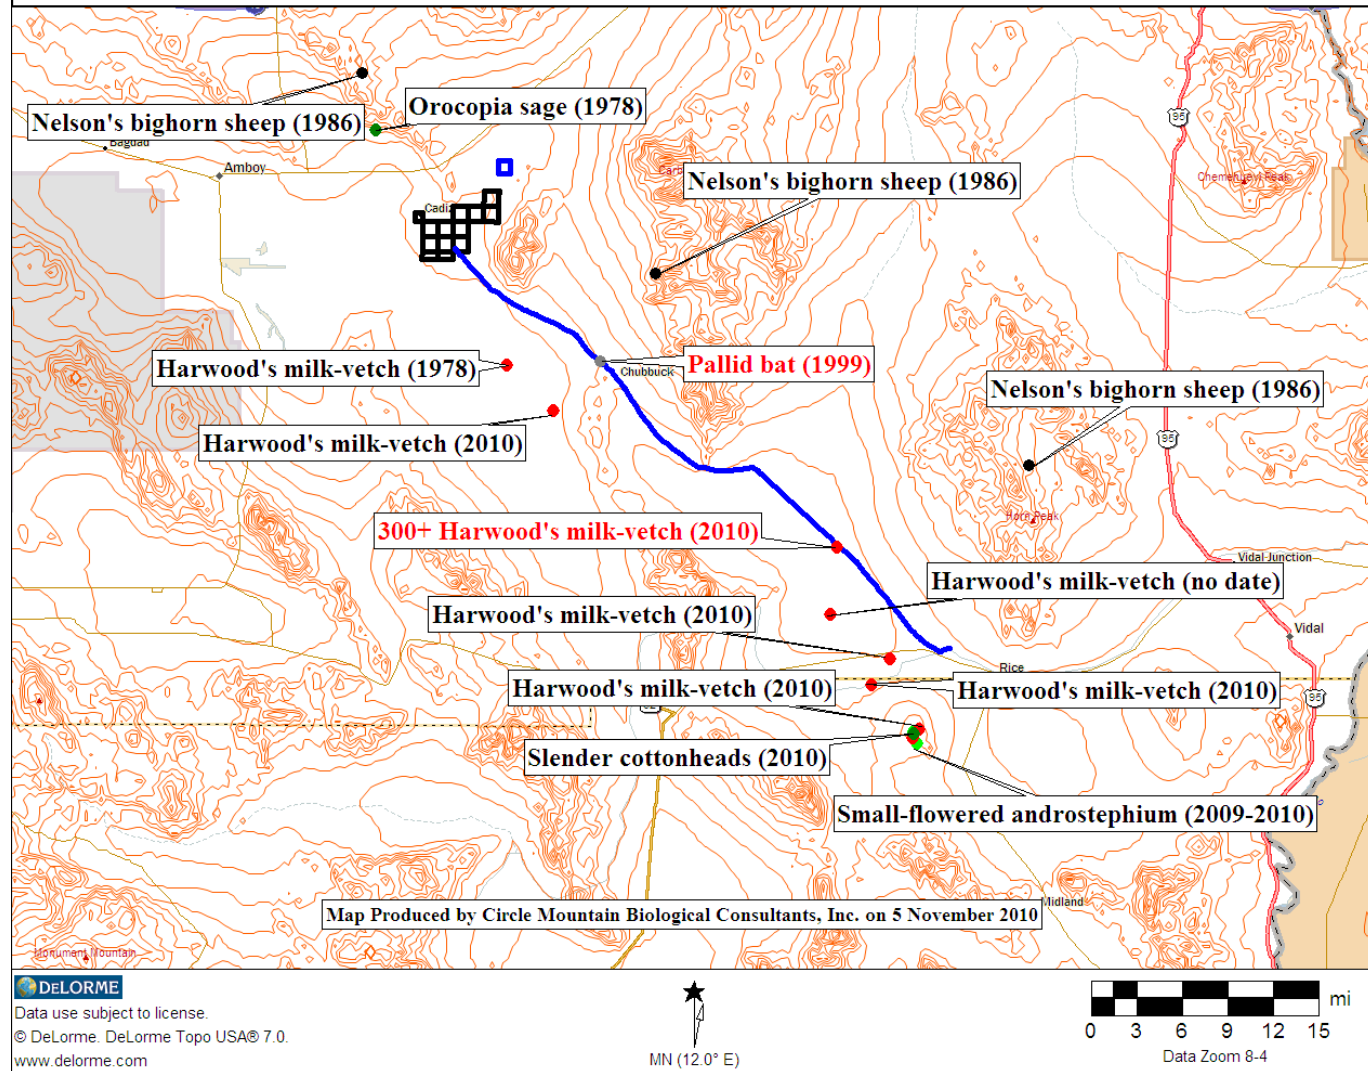 Nelson's bighorn sheep (1986)
Orocopia sage (1978)
Bagdad
Amboy
95
Chemehuevi Peak
Nelson's bighorn sheep (1986)
Cadiz
Harwood's milk-vetch (1978)
Pallid bat (1999)
Chubbuck
Nelson's bighorn sheep (1986)
Harwood's milk-vetch (2010)
95
300+ Harwood's milk-vetch (2010)
Horn Peak
Vidal Junction
Harwood's milk-vetch (no date)
Harwood's milk-vetch (2010)
Vidal
Rice
Harwood's milk-vetch (2010)
Harwood's milk-vetch (2010)
95
Slender cottonheads (2010)
Small-flowered androstephium (2009-2010)
Midland
Map Produced by Circle Mountain Biological Consultants, Inc. on 5 November 2010
Monument Mountain
DELORME
Data use subject to license.
© DeLorme. DeLorme Topo USA® 7.0.
www.delorme.com
MN (12.0° E)
mi
0 3 6 9 12 15
Data Zoom 8-4